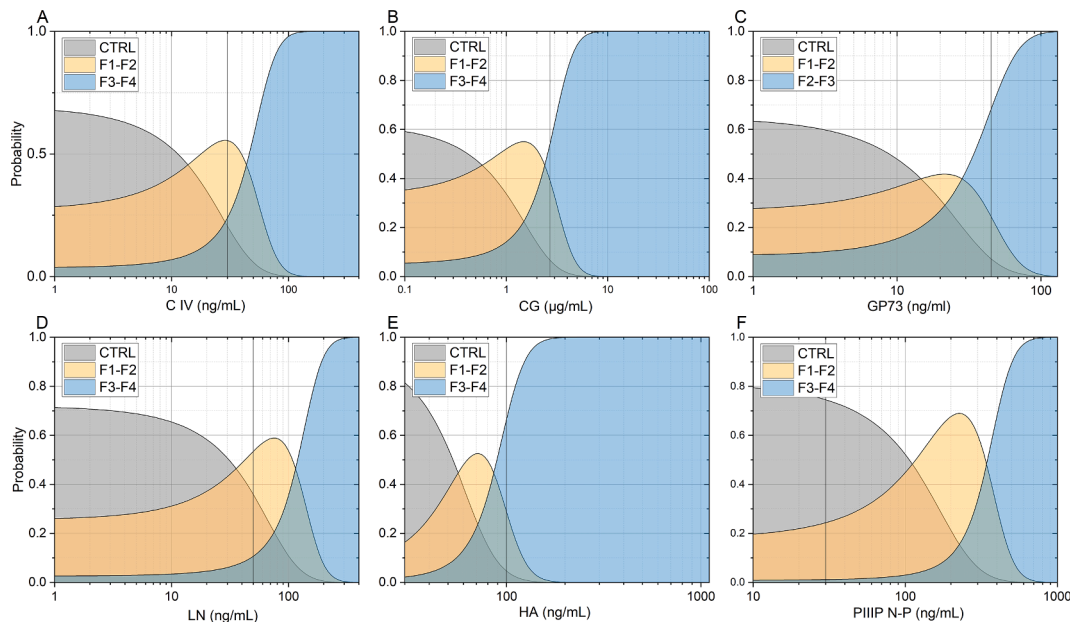 A
1.0
0.5
0.0
Probability
CTRL
F1-F2
F3-F4
1
10
100
C IV (ng/mL)
B
1.0
0.8
0.6
0.4
0.2
0.0
CTRL
F1-F2
F3-F4
0.1
1
10
100
CG (μg/mL)
C
1.0
0.8
0.6
0.4
0.2
0.0
CTRL
F1-F2
F2-F3
1
10
100
GP73 (ng/ml)
D
1.0
0.8
0.6
0.4
0.2
0.0
Probability
CTRL
F1-F2
F3-F4
1
10
100
LN (ng/mL)
E
1.0
0.8
0.6
0.4
0.2
0.0
CTRL
F1-F2
F3-F4
100
1000
HA (ng/mL)
F
1.0
0.8
0.6
0.4
0.2
0.0
CTRL
F1-F2
F3-F4
10
100
1000
PIIIP N-P (ng/mL)